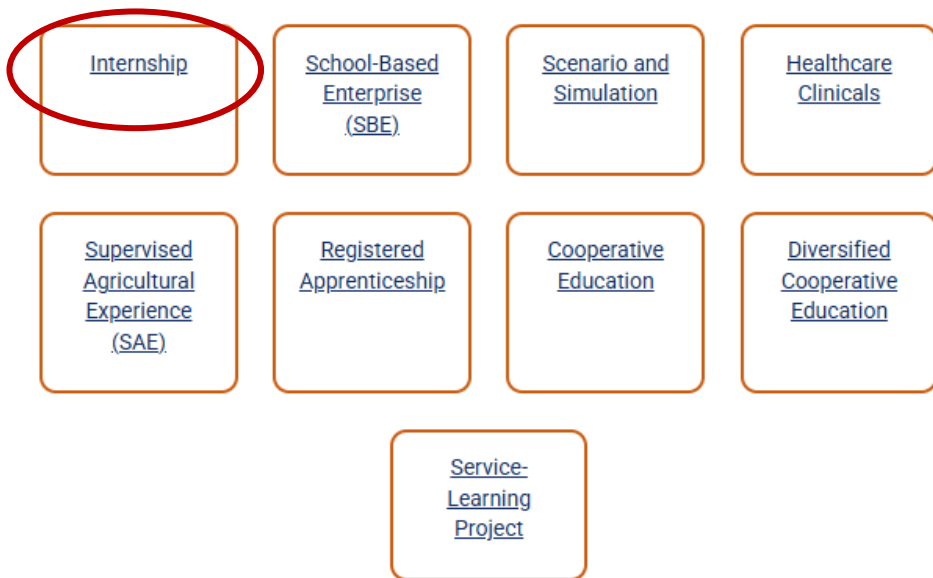 Internship
School-Based
Enterprise
(SBE)
Scenario and
Simulation
Healthcare
Clinicals
Supervised
Agricultural
Experience
(SAE)
Registered
Apprenticeship
Cooperative
Education
Diversified
Cooperative
Education
Service-
Learning
Project